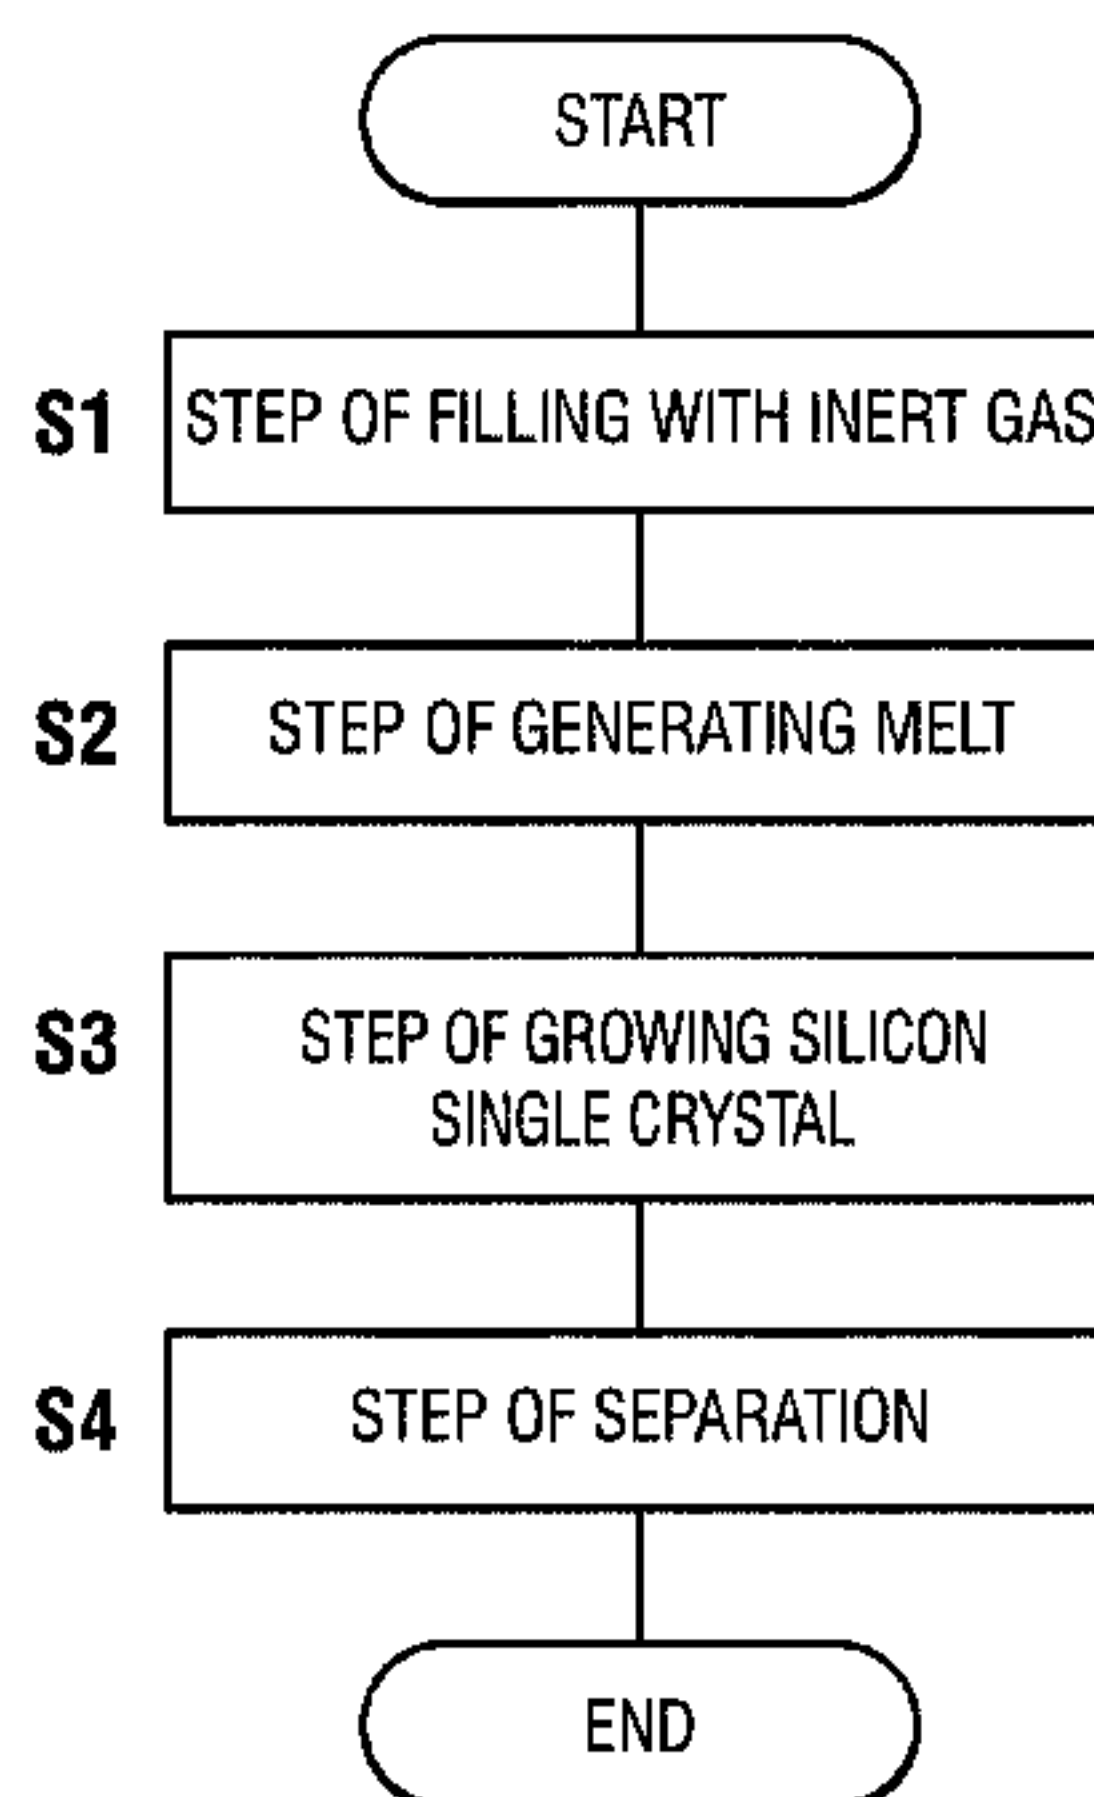 START
S1 STEP OF FILLING WITH INERT GAS
S2 STEP OF GENERATING MELT
S3 STEP OF GROWING SILICON
SINGLE CRYSTAL
S4 STEP OF SEPARATION
END